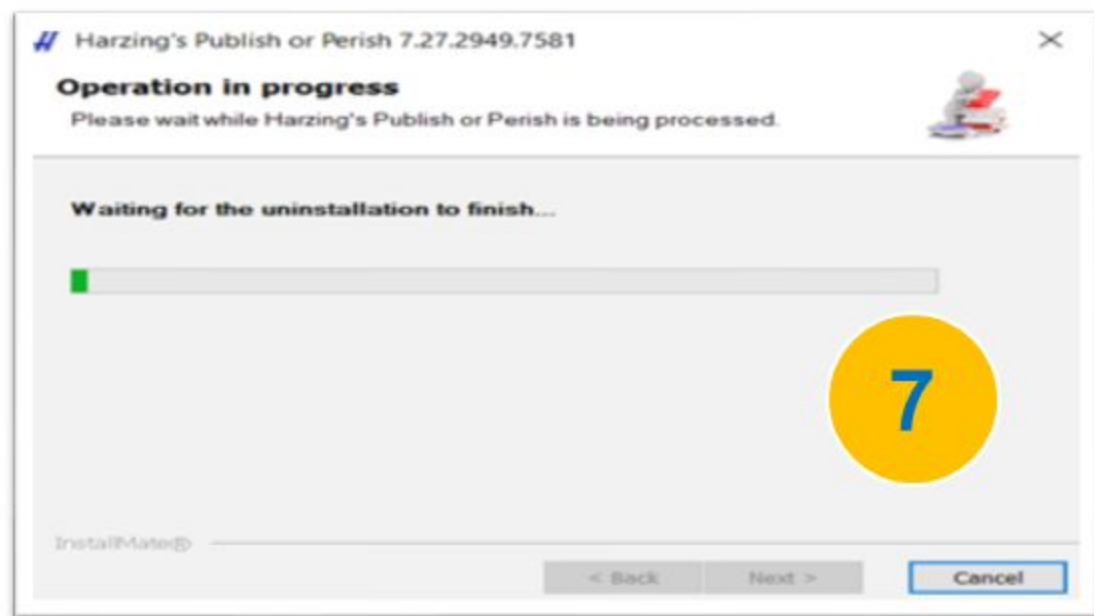 Harzing's Publish or Perish 7.27.2949.7581
Operation in progress
Please wait while Harzing's Publish or Perish is being processed.
Waiting for the uninstallation to finish...
7
InstallMate®
< Back Next > Cancel